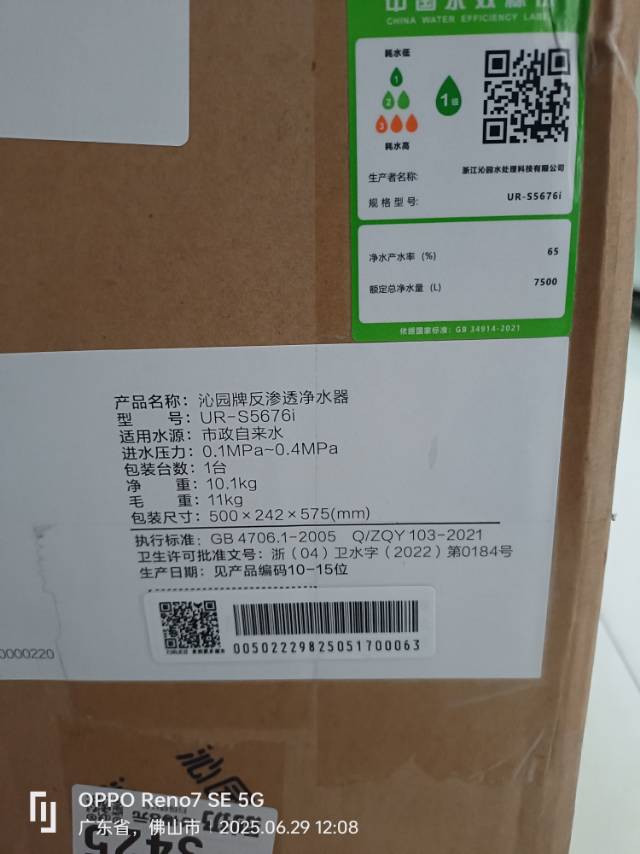 中国水效标识
CHINA WATER EFFICIENCY LABEL
耗水低
1
2
3
耗水高
1级
生产者名称: 浙江沁园水处理科技有限公司
规格型号: UR-S5676i
净水产水率 (%) 65
额定总净水量 (L) 7500
依据国家标准: GB 34914-2021
产品名称: 沁园牌反渗透净水器
型 号: UR-S5676i
适用水源: 市政自来水
进水压力: 0.1MPa~0.4MPa
包装台数: 1台
净 重: 10.1kg
毛 重: 11kg
包装尺寸: 500×242×575(mm)
执行标准: GB 4706.1-2005 Q/ZQY 103-2021
卫生许可批准文号: 浙（04）卫水字（2022）第0184号
生产日期: 见产品编码10-15位
00502229825051700063
0000220
沁园
S425
OPPO Reno7 SE 5G
广东省，佛山市 | 2025.06.29 12:08